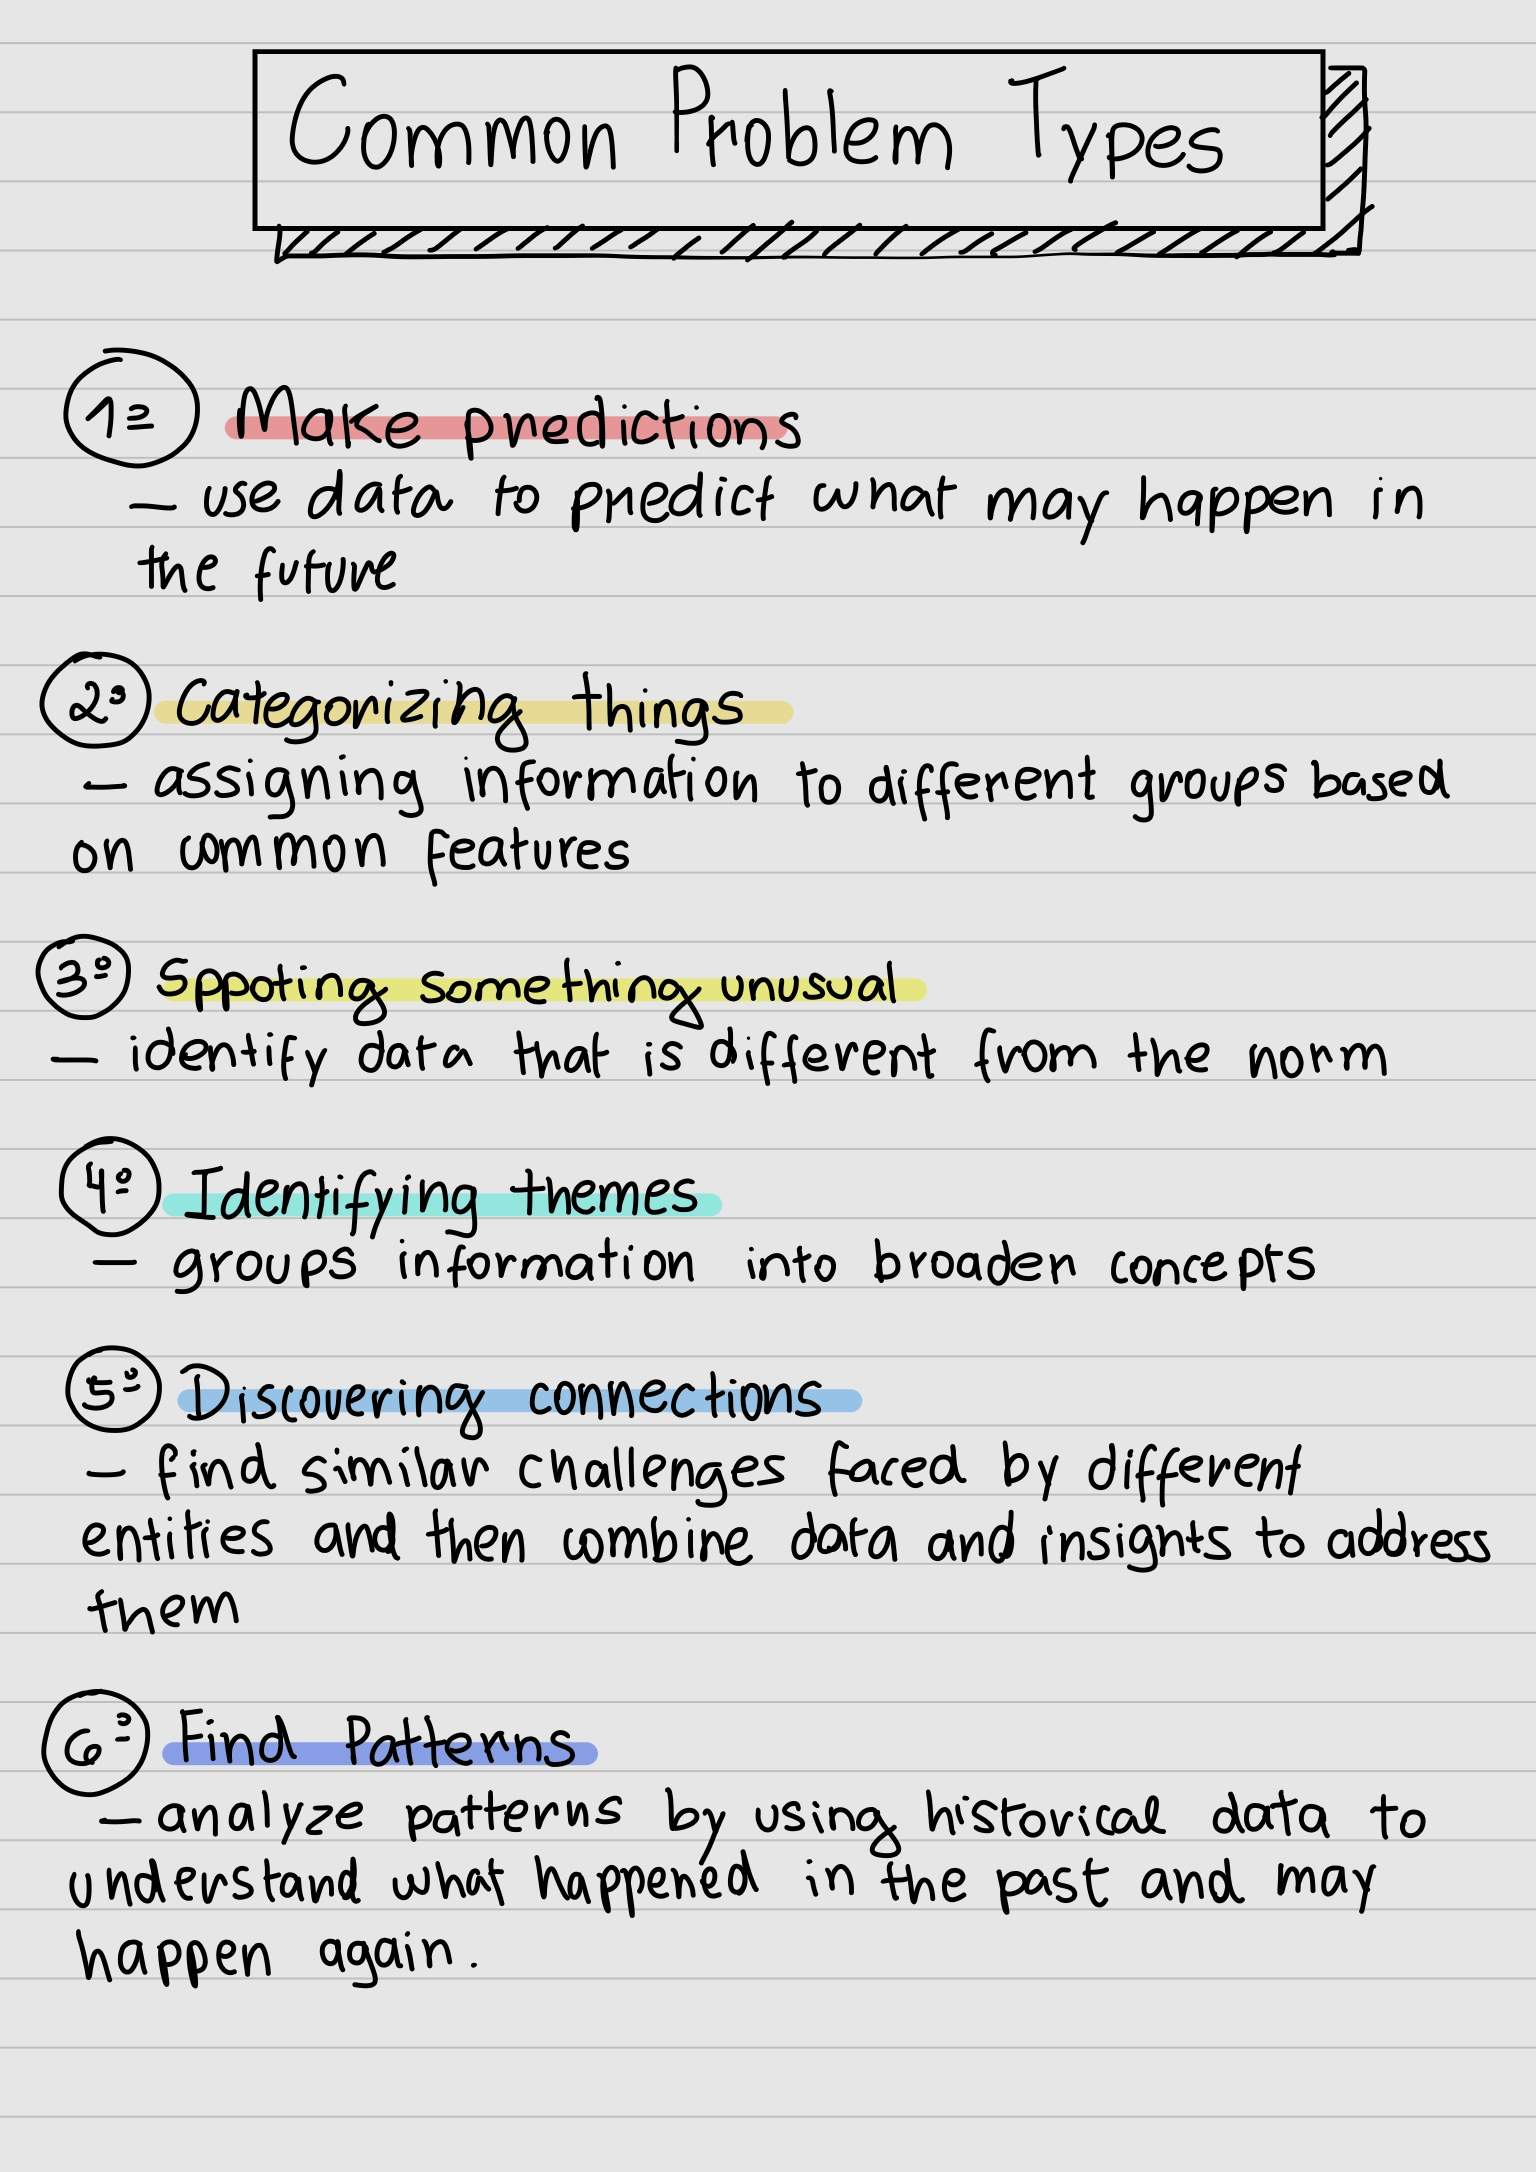 Common Problem Types
1º Make predictions
— use data to predict what may happen in
the future
2º Categorizing things
— assigning information to different groups based
on common features
3º Sppoting something unusual
— identify data that is different from the norm
4º Identifying themes
— groups information into broader concepts
5º Discovering connections
— find similar challenges faced by different
entities and then combine data and insights to address
them
6º Find Patterns
— analyze patterns by using historical data to
understand what happened in the past and may
happen again.